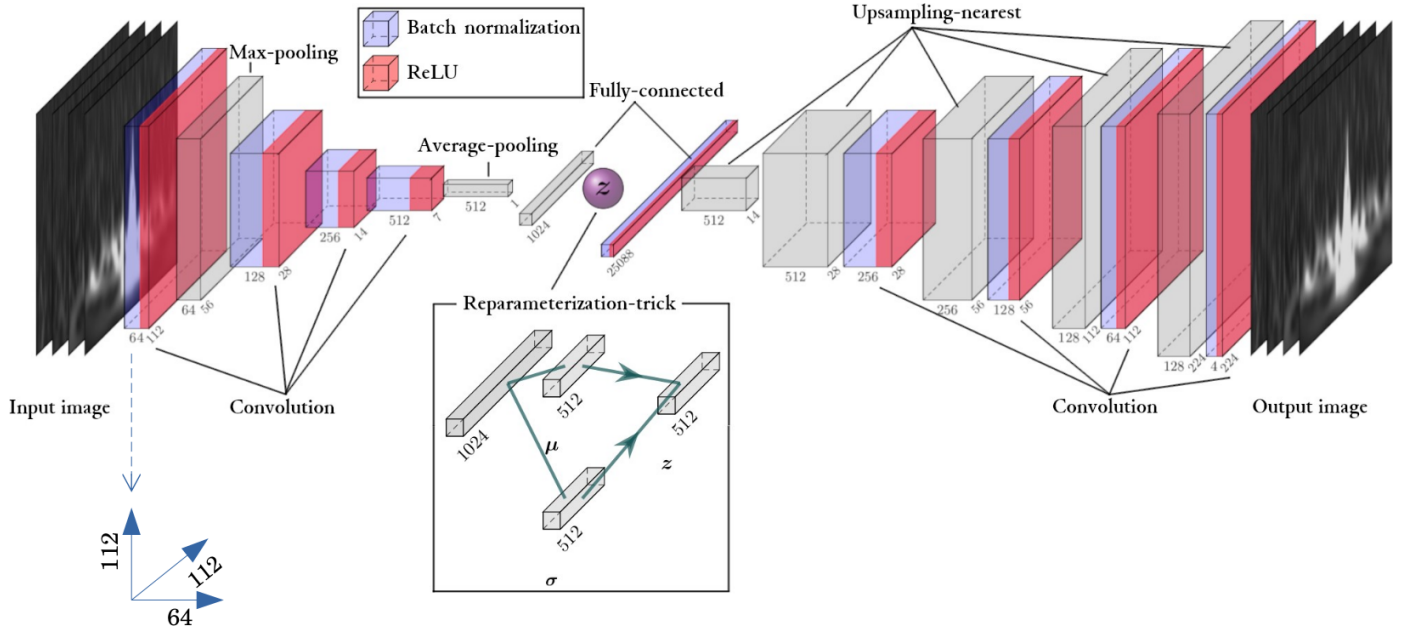 Upsampling-nearest
Batch normalization
ReLU
Max-pooling
Fully-connected
Average-pooling
z
64
112
64
56
128
28
256
14
512
7
512
1
1024
25088
512
14
512
28
256
28
256
56
128
56
128
112
64
112
128
224
4
224
Input image
Convolution
Convolution
Output image
Reparameterization-trick
1024
512
512
μ
z
512
σ
112
112
64